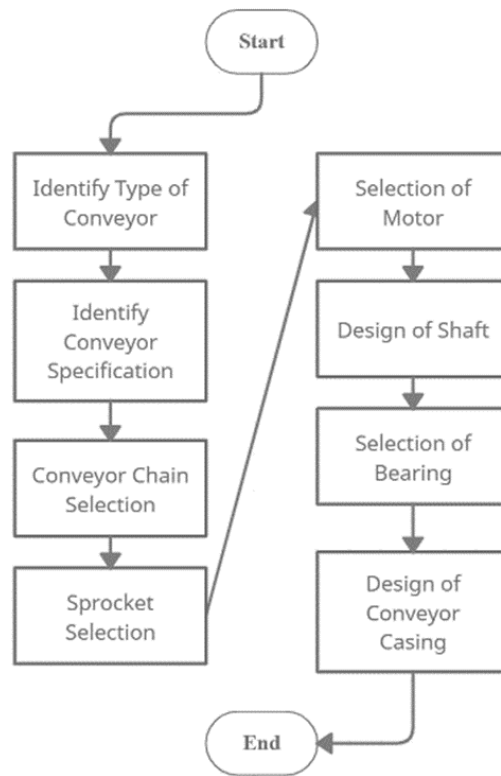 Start
Identify Type of
Conveyor
Identify
Conveyor
Specification
Conveyor Chain
Selection
Sprocket
Selection
Selection of
Motor
Design of Shaft
Selection of
Bearing
Design of
Conveyor
Casing
End